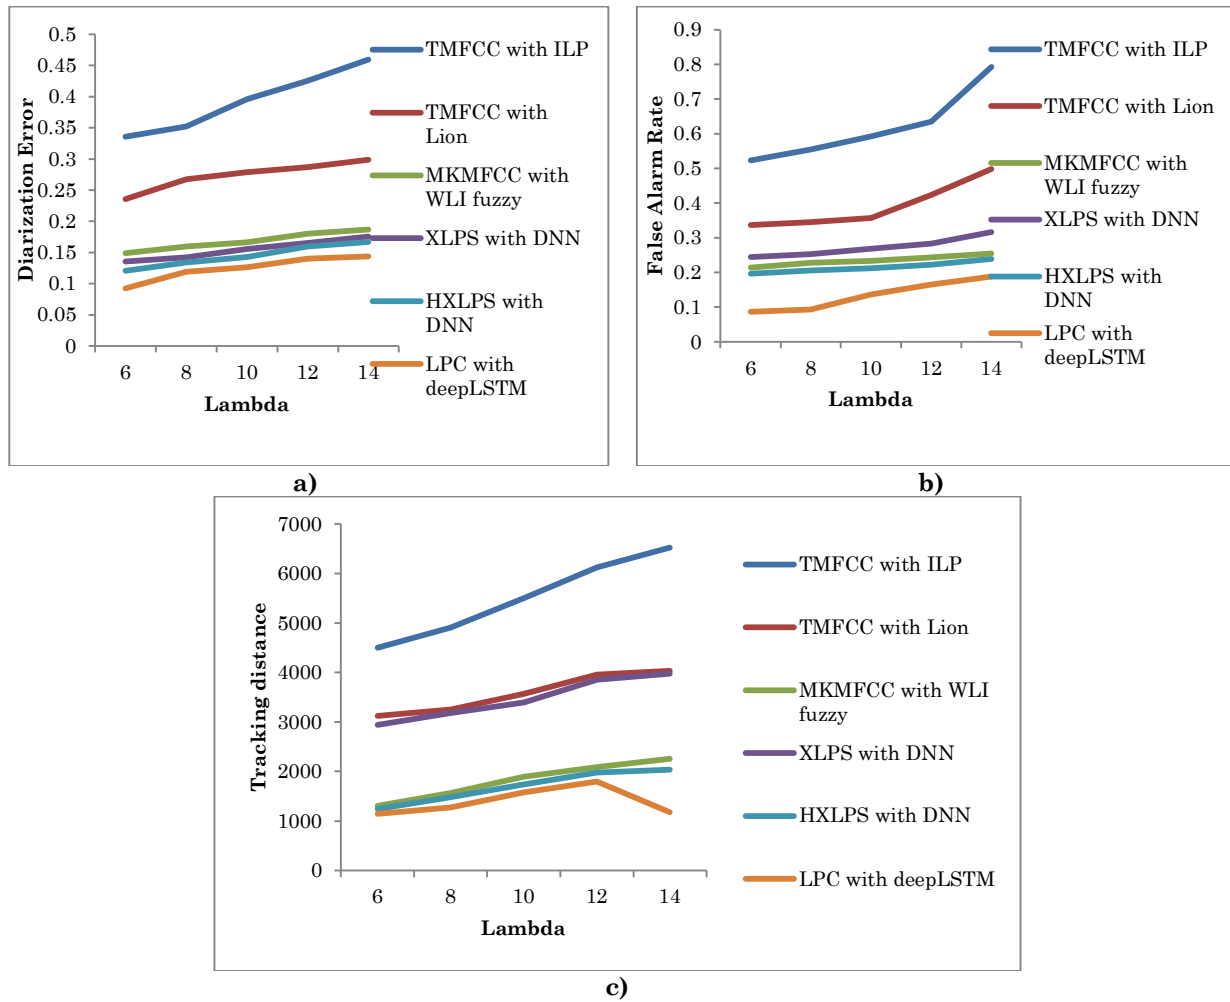 0.5
0.45
0.4
0.35
0.3
0.25
0.2
0.15
0.1
0.05
0
Diarization Error
6 8 10 12 14
Lambda
TMFCC with ILP
TMFCC with
Lion
MKMFCC with
WLI fuzzy
XLPS with DNN
HXLPS with
DNN
LPC with
deepLSTM
a)
0.9
0.8
0.7
0.6
0.5
0.4
0.3
0.2
0.1
0
False Alarm Rate
6 8 10 12 14
Lambda
TMFCC with ILP
TMFCC with Lion
MKMFCC with
WLI fuzzy
XLPS with DNN
HXLPS with
DNN
LPC with
deepLSTM
b)
7000
6000
5000
4000
3000
2000
1000
0
Tracking distance
6 8 10 12 14
Lambda
TMFCC with ILP
TMFCC with Lion
MKMFCC with WLI
fuzzy
XLPS with DNN
HXLPS with DNN
LPC with deepLSTM
c)